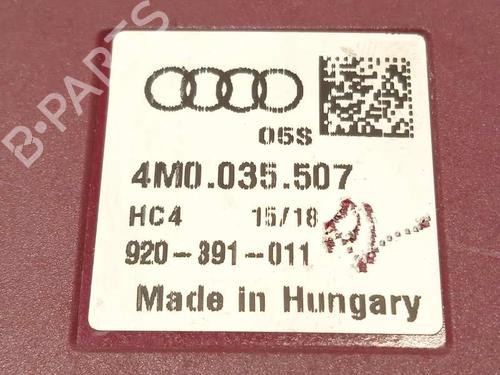 B-PARTS
05S
4M0.035.507
HC4 15/18
920-391-011
Made in Hungary